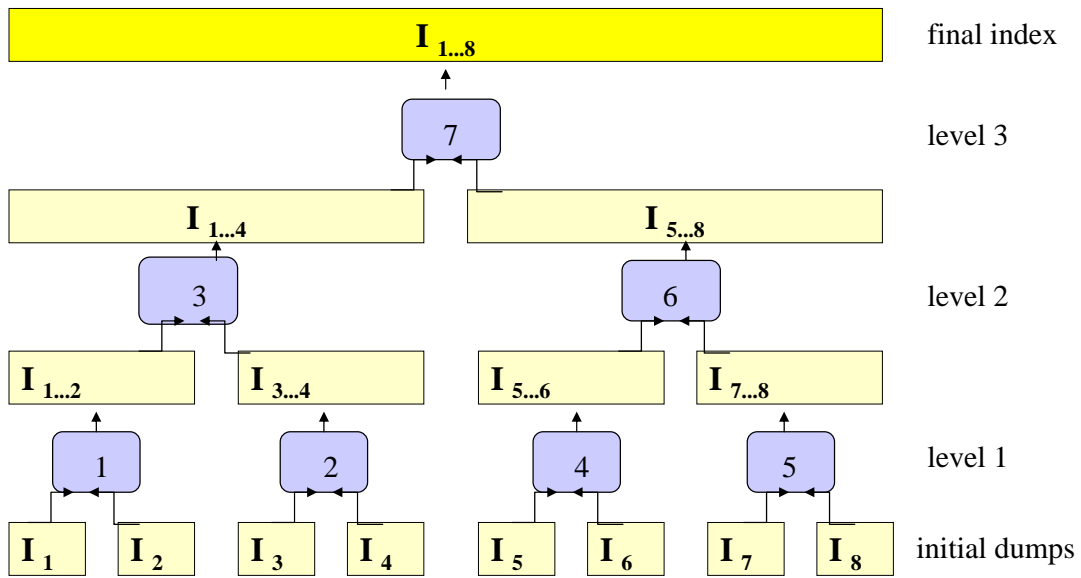 I 1...8 final index
7 level 3
I 1...4 I 5...8
3 6 level 2
I 1...2 I 3...4 I 5...6 I 7...8
1 2 4 5 level 1
I 1 I 2 I 3 I 4 I 5 I 6 I 7 I 8 initial dumps